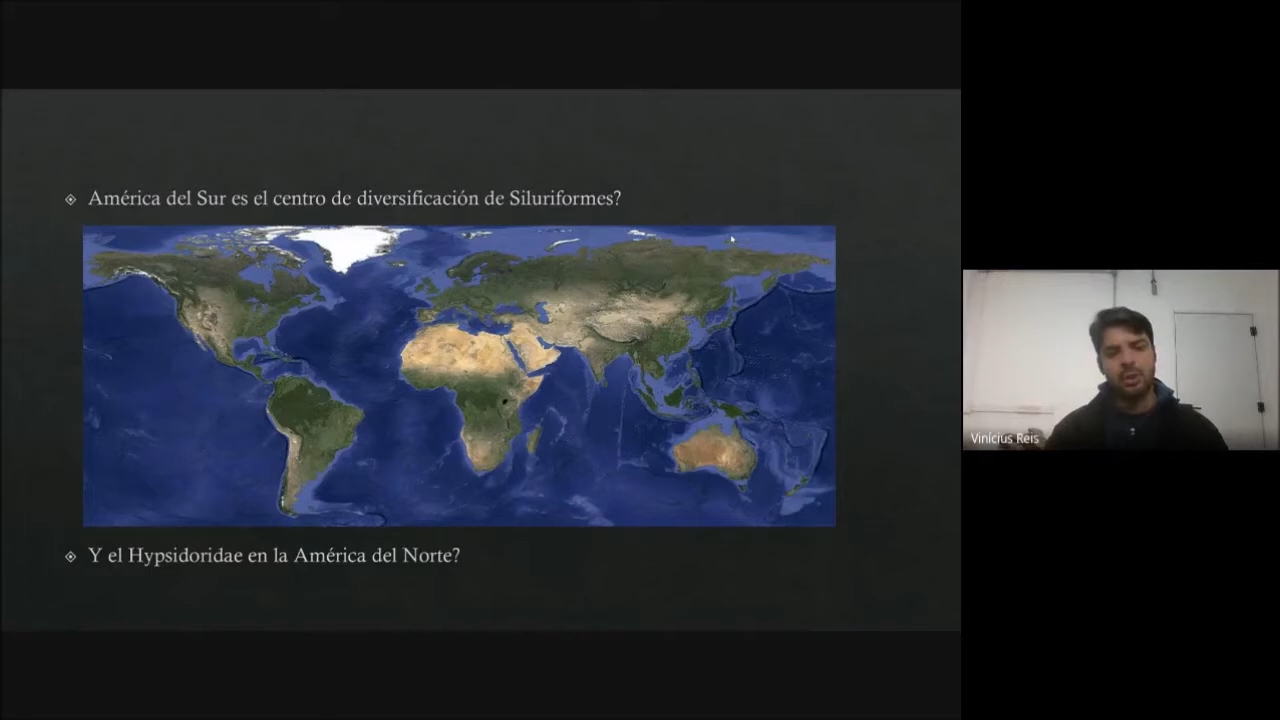 América del Sur es el centro de diversificación de Siluriformes?
Y el Hypsidoridae en la América del Norte?
Vinícius Reis